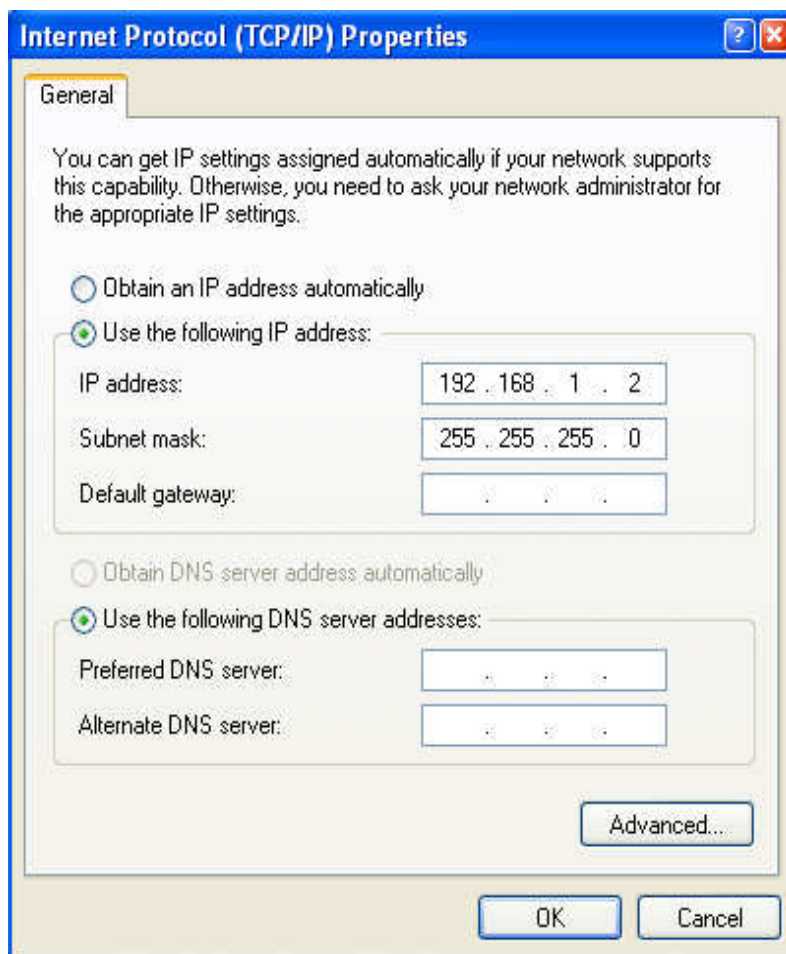 Internet Protocol (TCP/IP) Properties
General
You can get IP settings assigned automatically if your network supports
this capability. Otherwise, you need to ask your network administrator for
the appropriate IP settings.
Obtain an IP address automatically
Use the following IP address:
IP address: 192 . 168 . 1 . 2
Subnet mask: 255 . 255 . 255 . 0
Default gateway: . . .
Obtain DNS server address automatically
Use the following DNS server addresses:
Preferred DNS server: . . .
Alternate DNS server: . . .
Advanced...
OK Cancel